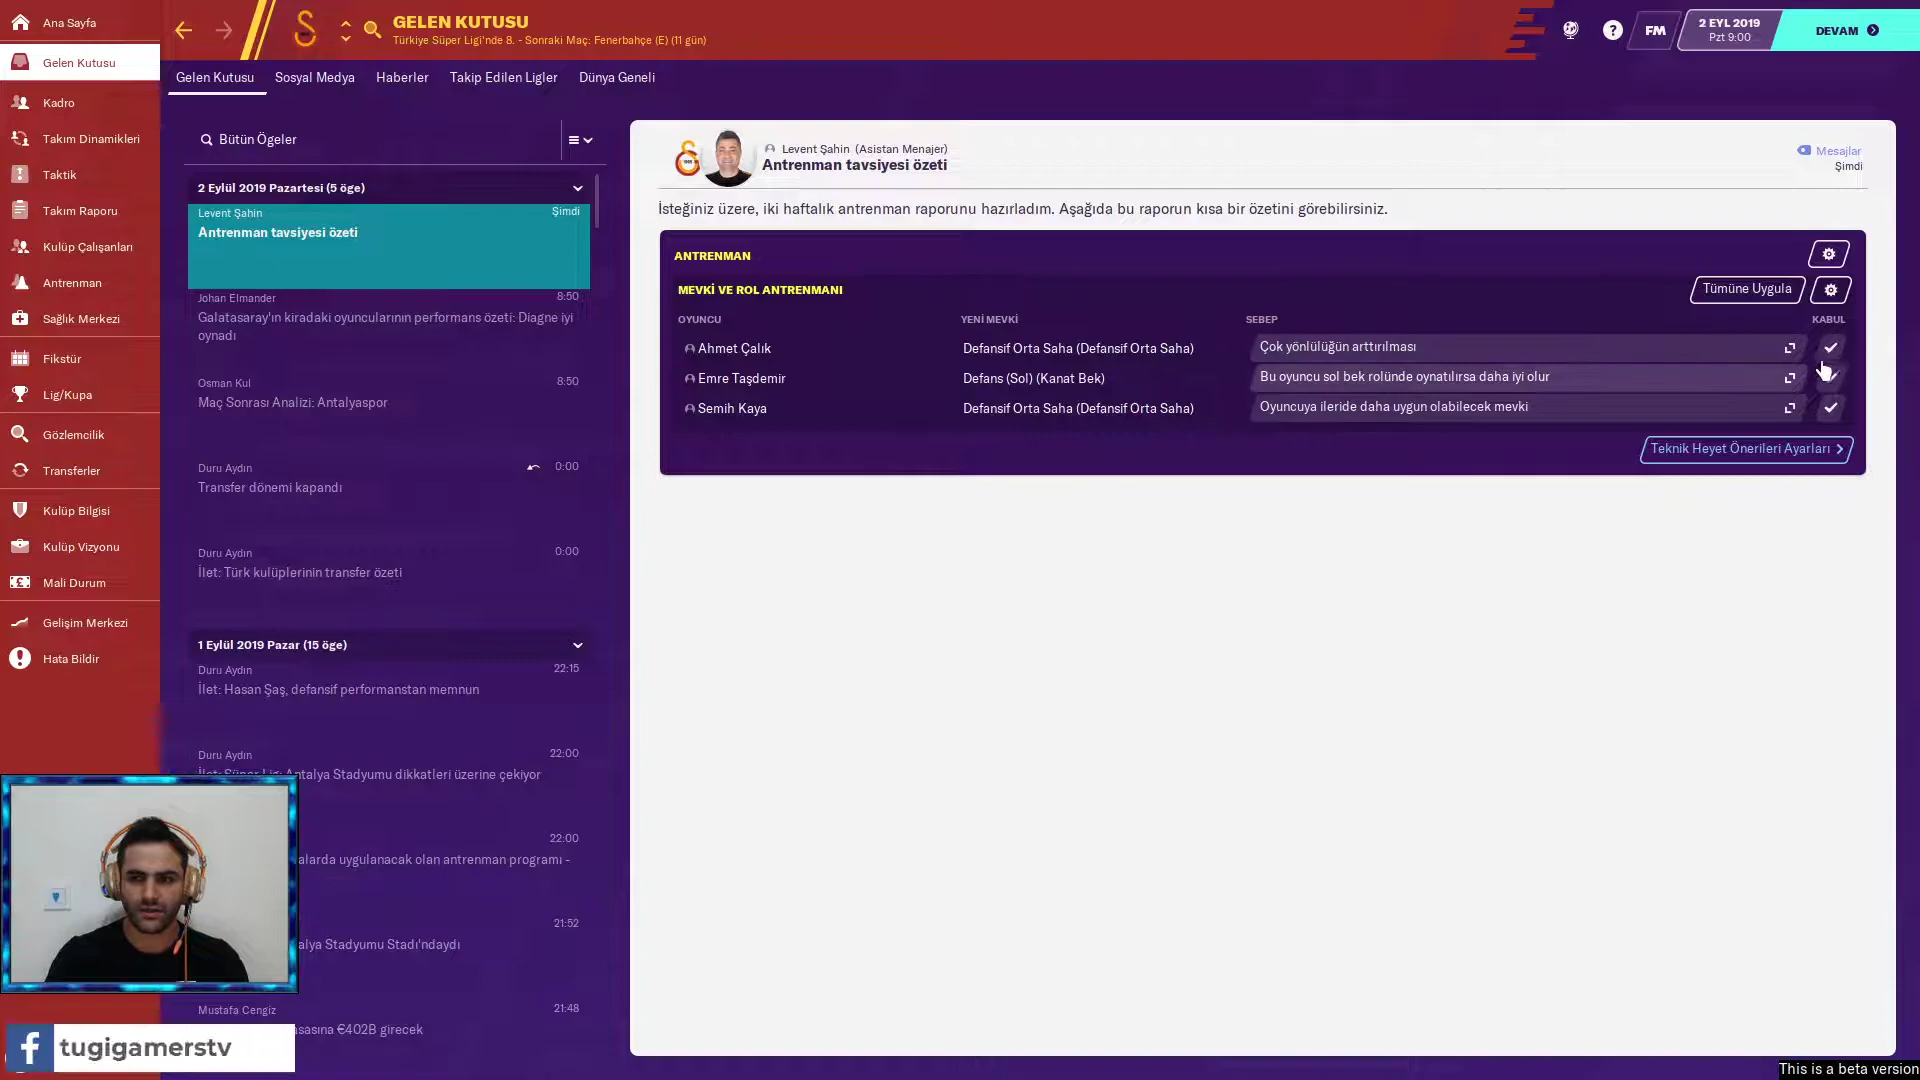 Ana Sayfa
Gelen Kutusu
Kadro
Takım Dinamikleri
Taktik
Takım Raporu
Kulüp Çalışanları
Antrenman
Sağlık Merkezi
Fikstür
Lig/Kupa
Gözlemcilik
Transferler
Kulüp Bilgisi
Kulüp Vizyonu
Mali Durum
Gelişim Merkezi
Hata Bildir
GELEN KUTUSU
Türkiye Süper Ligi'nde 8. - Sonraki Maç: Fenerbahçe (E) (11 gün)
?
FM
2 EYL 2019
Pzt 9:00
DEVAM
Gelen Kutusu
Sosyal Medya
Haberler
Takip Edilen Ligler
Dünya Geneli
Bütün Ögeler
2 Eylül 2019 Pazartesi (5 öge)
Levent Şahin
Şimdi
Antrenman tavsiyesi özeti
Johan Elmander
8:50
Galatasaray'ın kiradaki oyuncularının performans özeti: Diagne iyi
oynadı
Osman Kul
8:50
Maç Sonrası Analizi: Antalyaspor
Duru Aydın
0:00
Transfer dönemi kapandı
Duru Aydın
0:00
İlet: Türk kulüplerinin transfer özeti
1 Eylül 2019 Pazar (15 öge)
Duru Aydın
22:15
İlet: Hasan Şaş, defansif performanstan memnun
Duru Aydın
22:00
İlet: Süper Lig: Antalya Stadyumu dikkatleri üzerine çekiyor
22:00
alarda uygulanacak olan antrenman programı -
21:52
alya Stadyumu Stadı'ndaydı
Mustafa Cengiz
21:48
asasına €402B girecek
Levent Şahin (Asistan Menajer)
Antrenman tavsiyesi özeti
Mesajlar
Şimdi
İsteğiniz üzere, iki haftalık antrenman raporunu hazırladım. Aşağıda bu raporun kısa bir özetini görebilirsiniz.
ANTRENMAN
MEVKİ VE ROL ANTRENMANI
Tümüne Uygula
OYUNCU
YENİ MEVKİ
SEBEP
KABUL
Ahmet Çalık
Defansif Orta Saha (Defansif Orta Saha)
Çok yönlülüğün arttırılması
Emre Taşdemir
Defans (Sol) (Kanat Bek)
Bu oyuncu sol bek rolünde oynatılırsa daha iyi olur
Semih Kaya
Defansif Orta Saha (Defansif Orta Saha)
Oyuncuya ileride daha uygun olabilecek mevki
Teknik Heyet Önerileri Ayarları
f tugigamerstv
This is a beta version